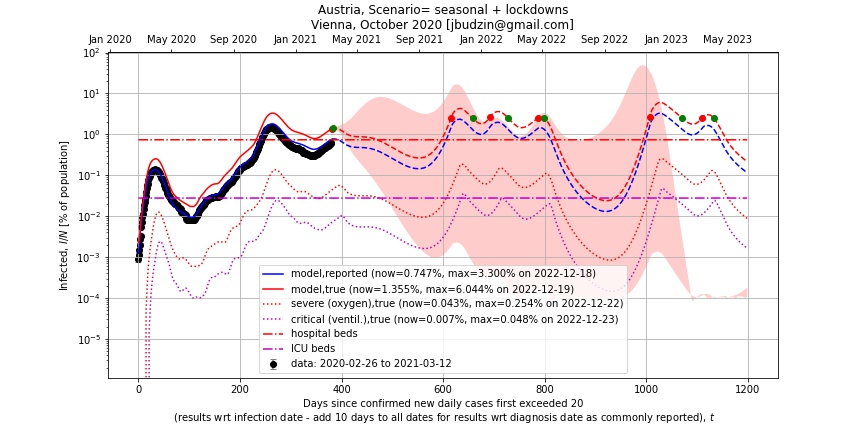 Austria, Scenario= seasonal + lockdowns
Vienna, October 2020 [jbudzin@gmail.com]
Jan 2020 May 2020 Sep 2020 Jan 2021 May 2021 Sep 2021 Jan 2022 May 2022 Sep 2022 Jan 2023 May 2023
10²
10¹
10⁰
10⁻¹
10⁻²
10⁻³
10⁻⁴
10⁻⁵
Infected, I/N [% of population]
model,reported (now=0.747%, max=3.300% on 2022-12-18)
model,true (now=1.355%, max=6.044% on 2022-12-19)
severe (oxygen),true (now=0.043%, max=0.254% on 2022-12-22)
critical (ventil.),true (now=0.007%, max=0.048% on 2022-12-23)
hospital beds
ICU beds
data: 2020-02-26 to 2021-03-12
0 200 400 600 800 1000 1200
Days since confirmed new daily cases first exceeded 20
(results wrt infection date - add 10 days to all dates for results wrt diagnosis date as commonly reported), t